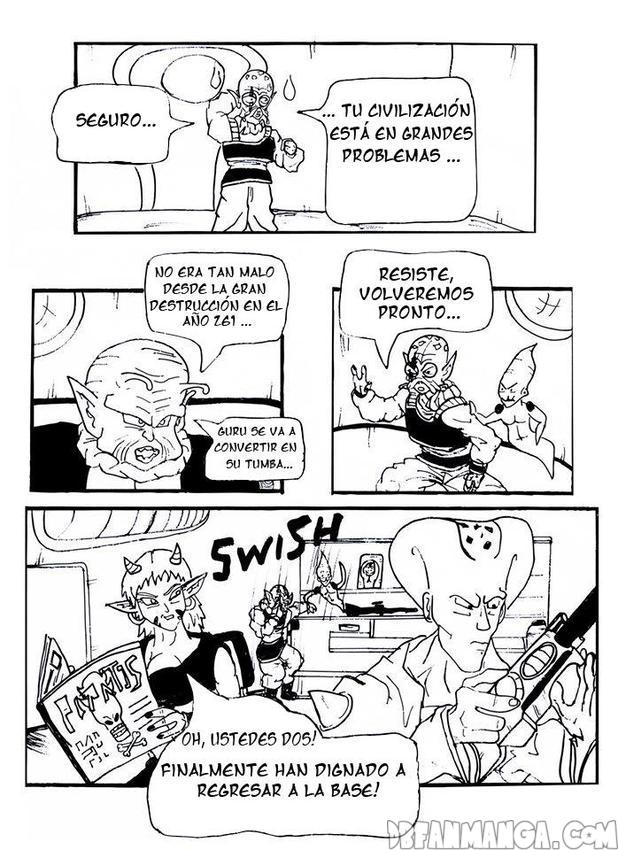 SEGURO...
... TU CIVILIZACIÓN
ESTÁ EN GRANDES
PROBLEMAS ...
NO ERA TAN MALO
DESDE LA GRAN
DESTRUCCIÓN EN EL
AÑO 261 ...
GURU SE VA A
CONVERTIR EN
SU TUMBA...
RESISTE,
VOLVEREMOS
PRONTO...
SWISH
OH, USTEDES DOS!
FINALMENTE HAN DIGNADO A
REGRESAR A LA BASE!
DBFANMANGA.COM